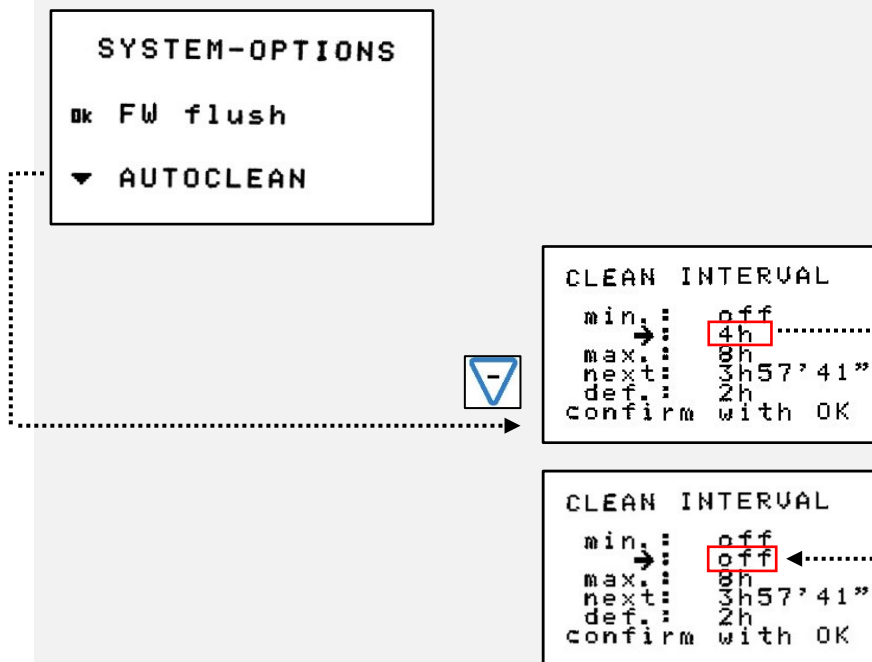 SYSTEM-OPTIONS
Ok FW flush
▼ AUTOCLEAN
-
CLEAN INTERVAL
min.: off
→: 4h
max.: 8h
next: 3h57'41"
def.: 2h
confirm with OK
CLEAN INTERVAL
min.: off
→: off
max.: 8h
next: 3h57'41"
def.: 2h
confirm with OK